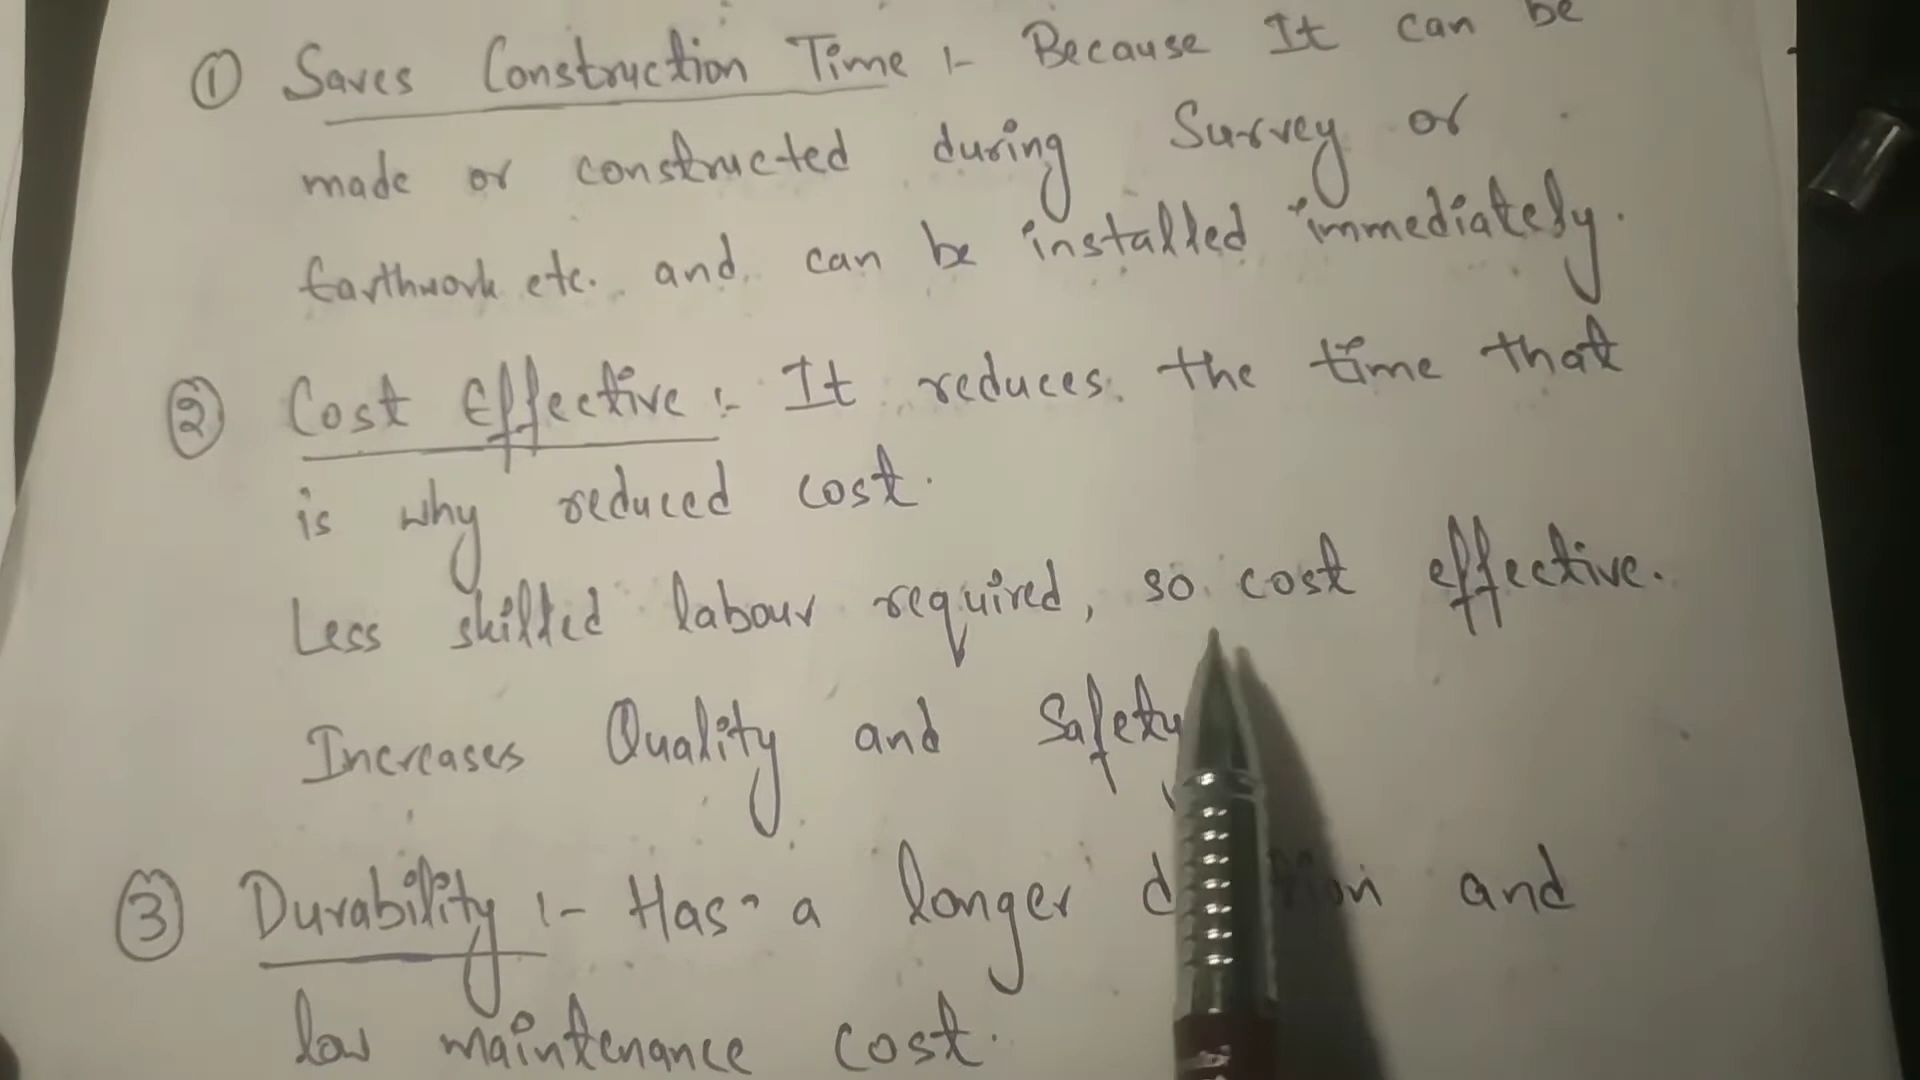 ① Saves Construction Time :- Because It can be
made or constructed during Survey or
Earthwork etc. and can be installed immediately.
② Cost Effective :- It reduces the time that
is why reduced cost.
Less skilled labour required, so cost effective.
Increases Quality and Safety
③ Durability :- Has a longer and
low maintenance cost.